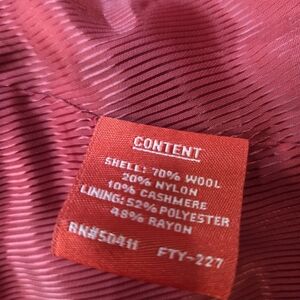 CONTENT
SHELL: 70% WOOL
20% NYLON
10% CASHMERE
LINING: 52% POLYESTER
48% RAYON
RN#50411 FTY-227